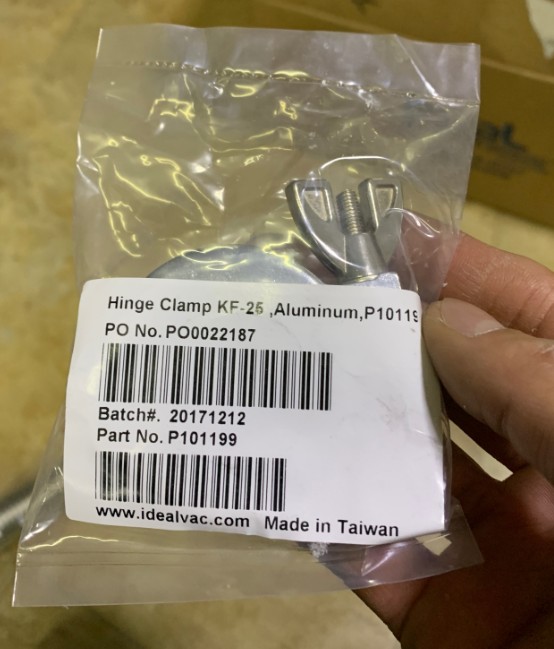 Hinge Clamp KF-25 ,Aluminum,P10119
PO No. PO0022187
Batch#. 20171212
Part No. P101199
www.idealvac.com Made in Taiwan